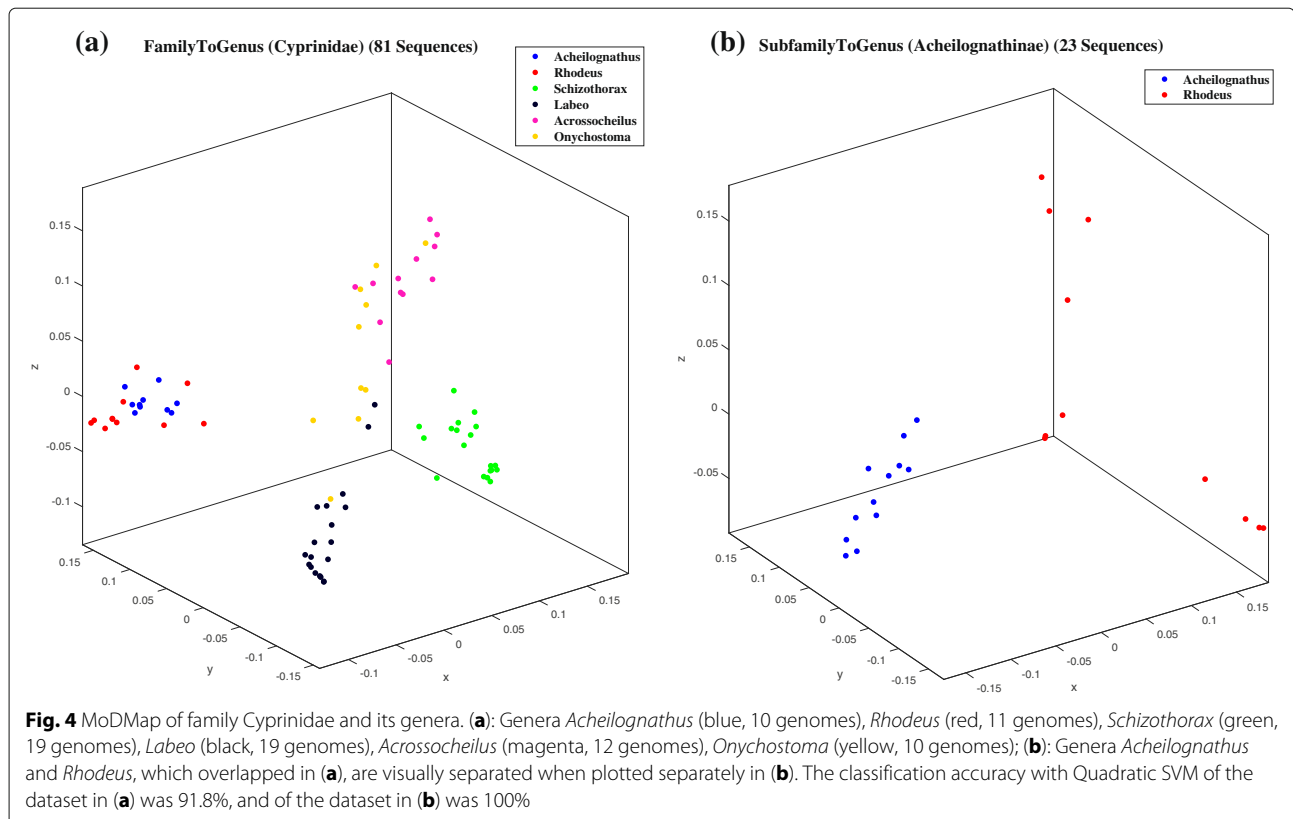 (a)
FamilyToGenus (Cyprinidae) (81 Sequences)
Acheilognathus
Rhodeus
Schizothorax
Labeo
Acrossocheilus
Onychostoma
0.15
0.1
0.05
0
-0.05
-0.1
z
0.15
0.1
0.05
0
-0.05
-0.1
-0.15
y
-0.1
-0.05
0
0.05
0.1
0.15
x
(b)
SubfamilyToGenus (Acheilognathinae) (23 Sequences)
Acheilognathus
Rhodeus
0.15
0.1
0.05
0
-0.05
z
0.15
0.1
0.05
0
-0.05
-0.1
-0.15
y
-0.15
-0.1
-0.05
0
0.05
0.1
0.15
x
Fig. 4 MoDMap of family Cyprinidae and its genera. (a): Genera Acheilognathus (blue, 10 genomes), Rhodeus (red, 11 genomes), Schizothorax (green,
19 genomes), Labeo (black, 19 genomes), Acrossocheilus (magenta, 12 genomes), Onychostoma (yellow, 10 genomes); (b): Genera Acheilognathus
and Rhodeus, which overlapped in (a), are visually separated when plotted separately in (b). The classification accuracy with Quadratic SVM of the
dataset in (a) was 91.8%, and of the dataset in (b) was 100%